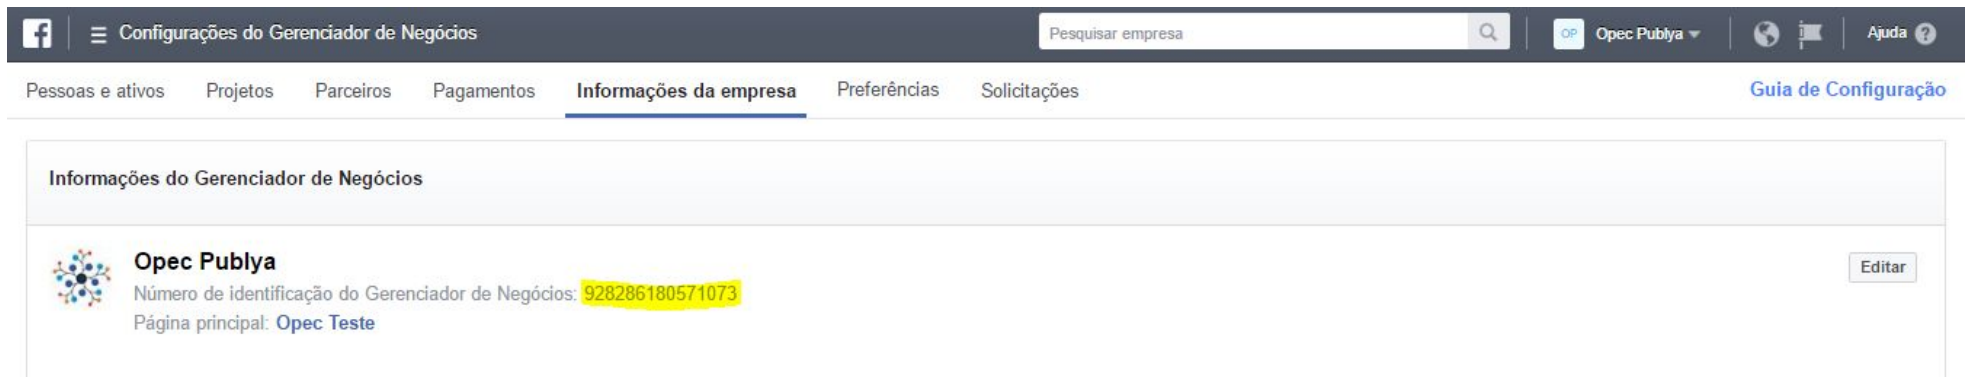 f ≡ Configurações do Gerenciador de Negócios Pesquisar empresa OP Opec Publya Ajuda ?
Pessoas e ativos Projetos Parceiros Pagamentos Informações da empresa Preferências Solicitações Guia de Configuração
Informações do Gerenciador de Negócios
Opec Publya Editar
Número de identificação do Gerenciador de Negócios: 928286180571073
Página principal: Opec Teste